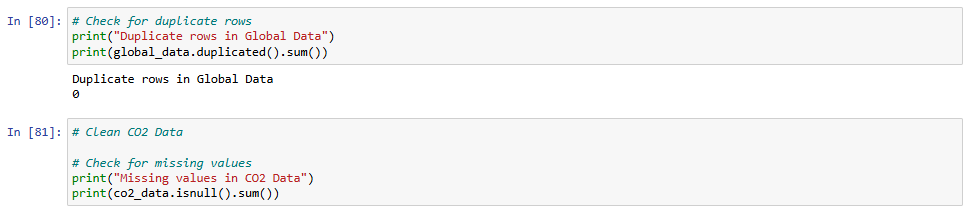 In [80]: # Check for duplicate rows
print("Duplicate rows in Global Data")
print(global_data.duplicated().sum())
Duplicate rows in Global Data
0
In [81]: # Clean CO2 Data
# Check for missing values
print("Missing values in CO2 Data")
print(co2_data.isnull().sum())